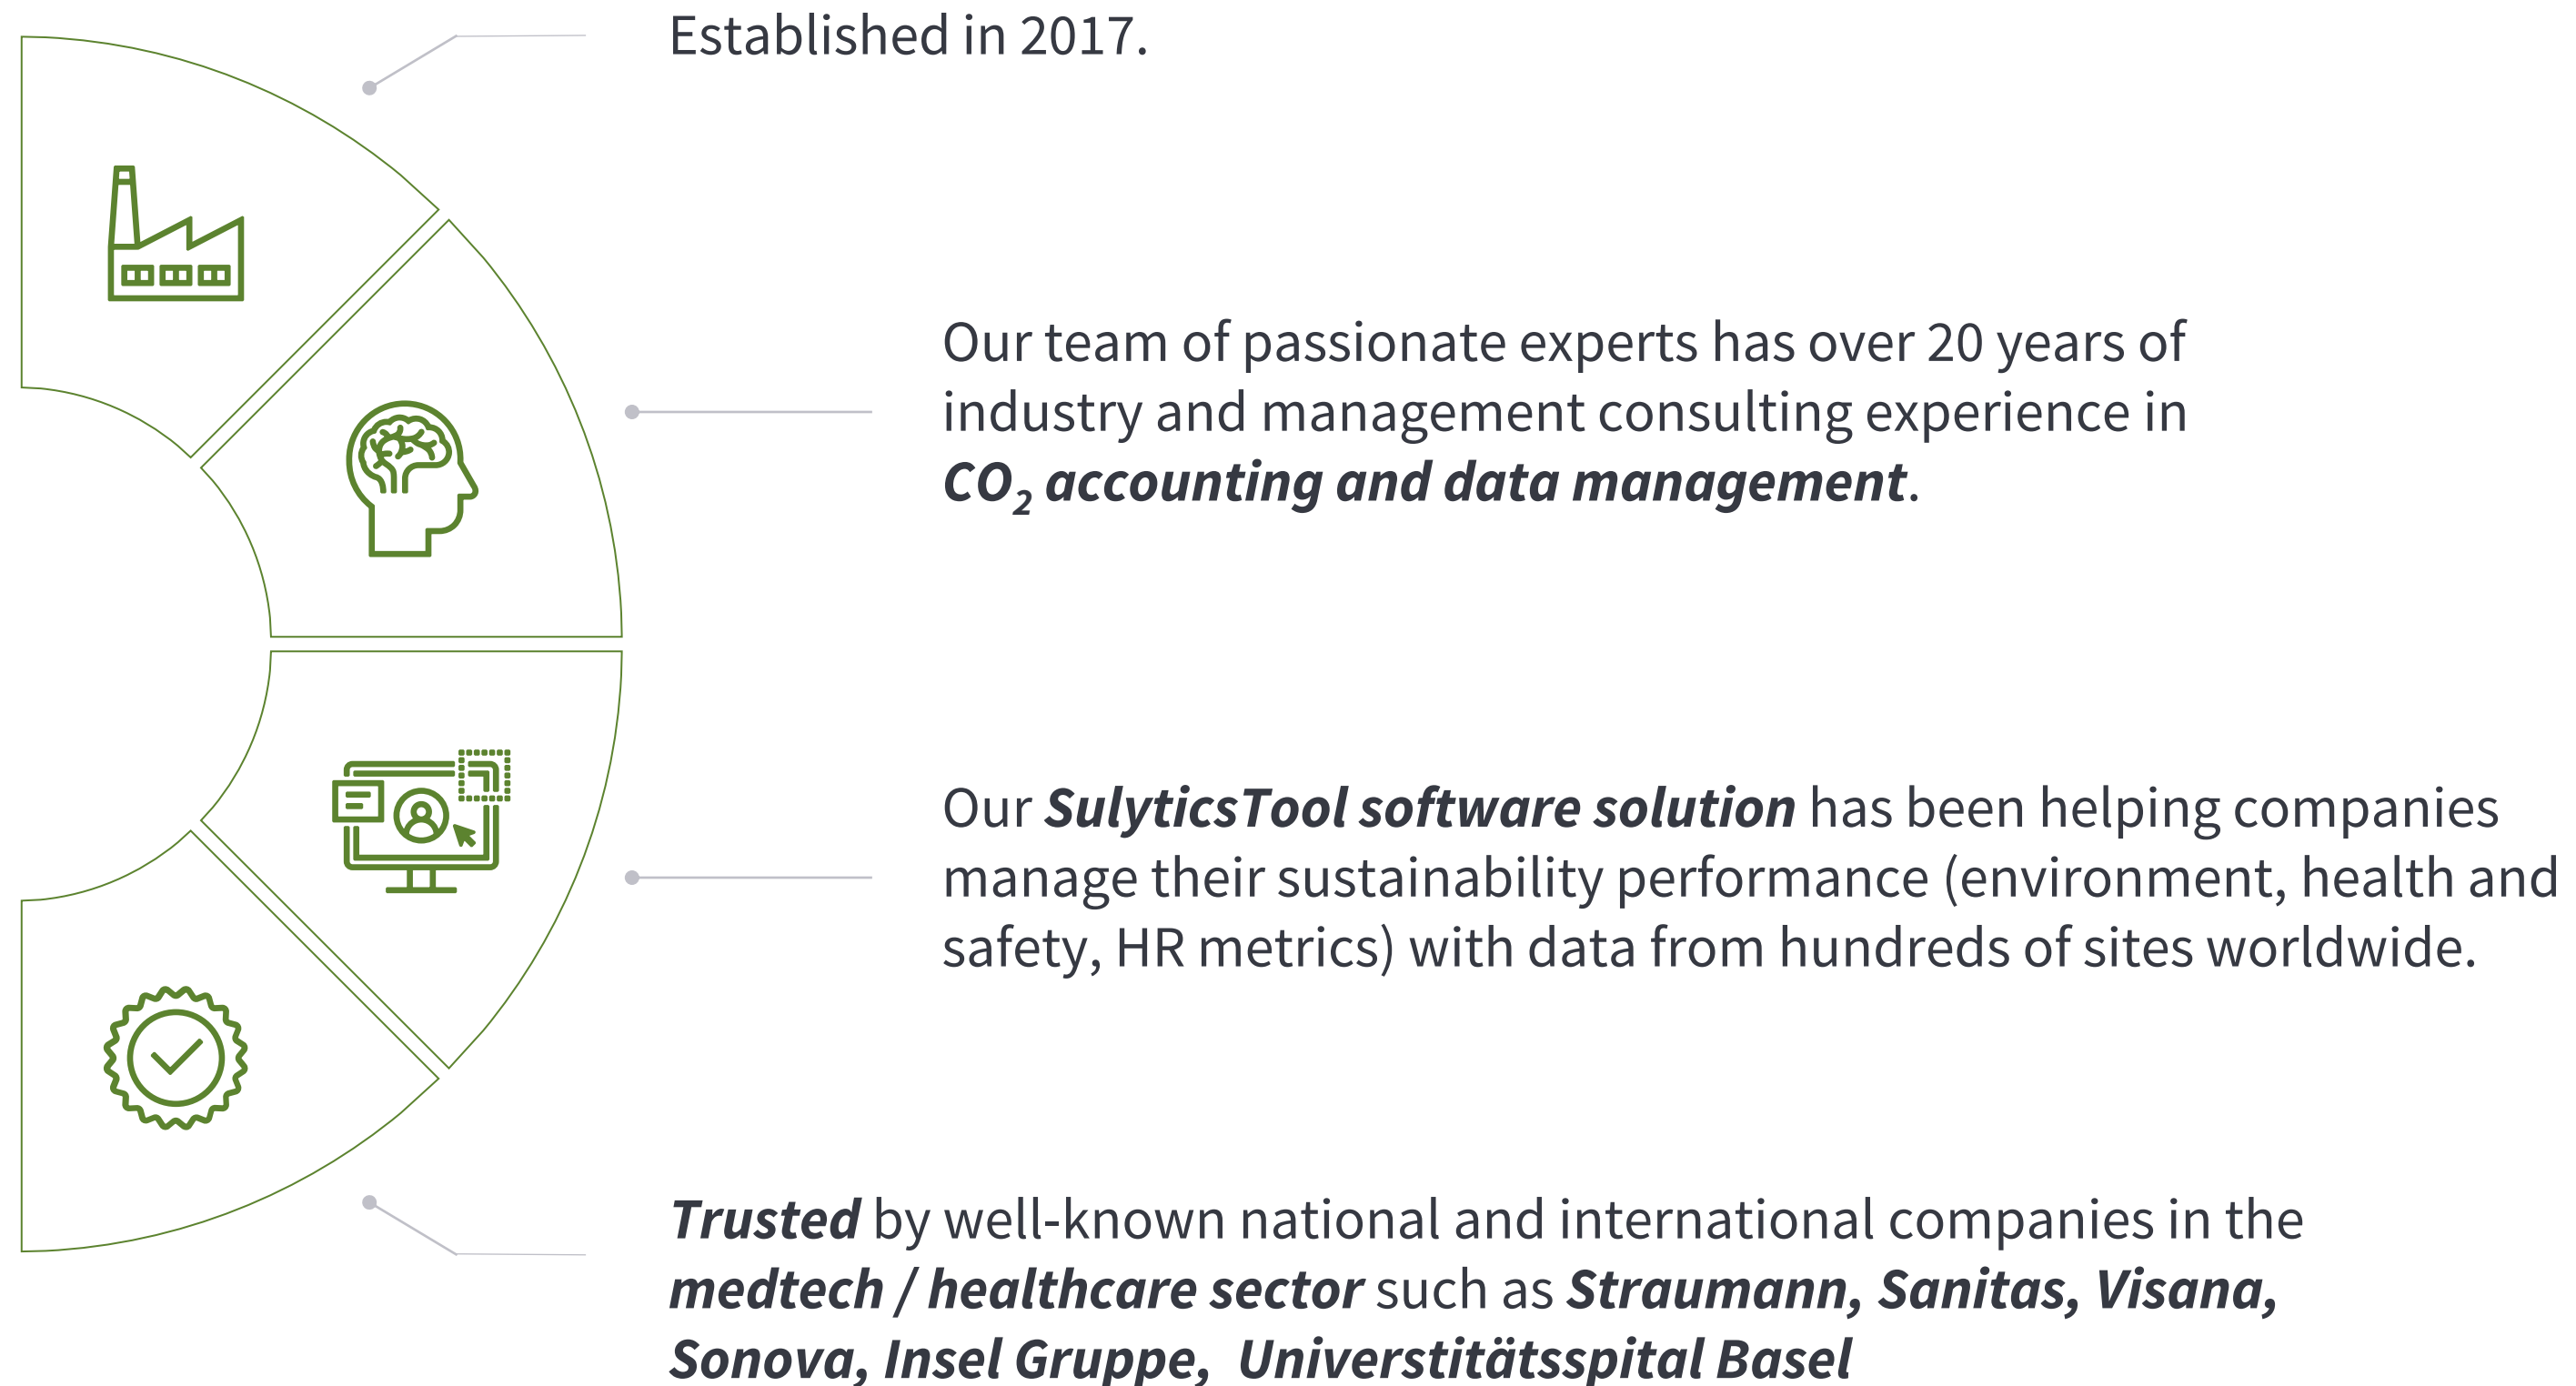 Established in 2017.
Our team of passionate experts has over 20 years of
industry and management consulting experience in
CO₂ accounting and data management.
Our SulyticsTool software solution has been helping companies
manage their sustainability performance (environment, health and
safety, HR metrics) with data from hundreds of sites worldwide.
Trusted by well-known national and international companies in the
medtech / healthcare sector such as Straumann, Sanitas, Visana,
Sonova, Insel Gruppe,  Universtitätsspital Basel